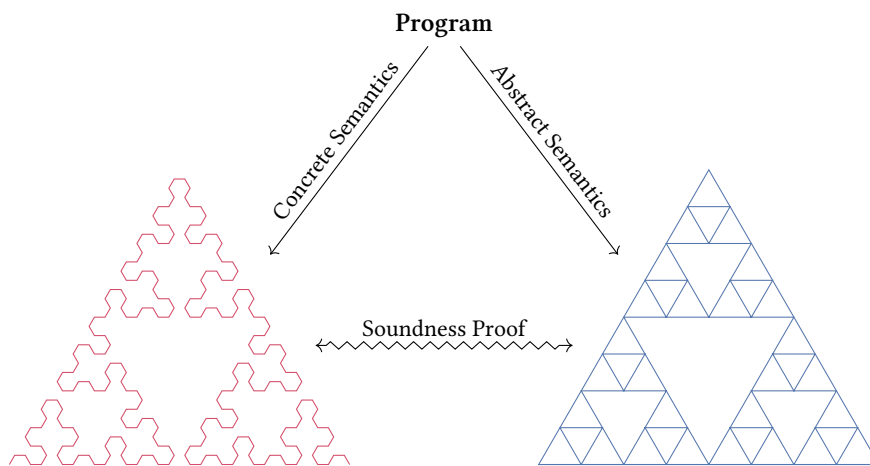 Program
Concrete Semantics
Abstract Semantics
Soundness Proof